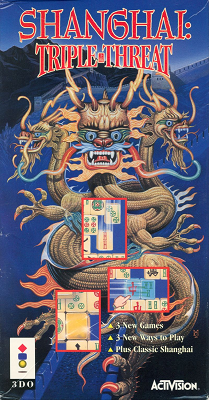 SHANGHAI:
TRIPLE-THREAT
▲ 3 New Games
▲ 3 New Ways to Play
▲ Plus Classic Shanghai
3DO
ACTIVISION.